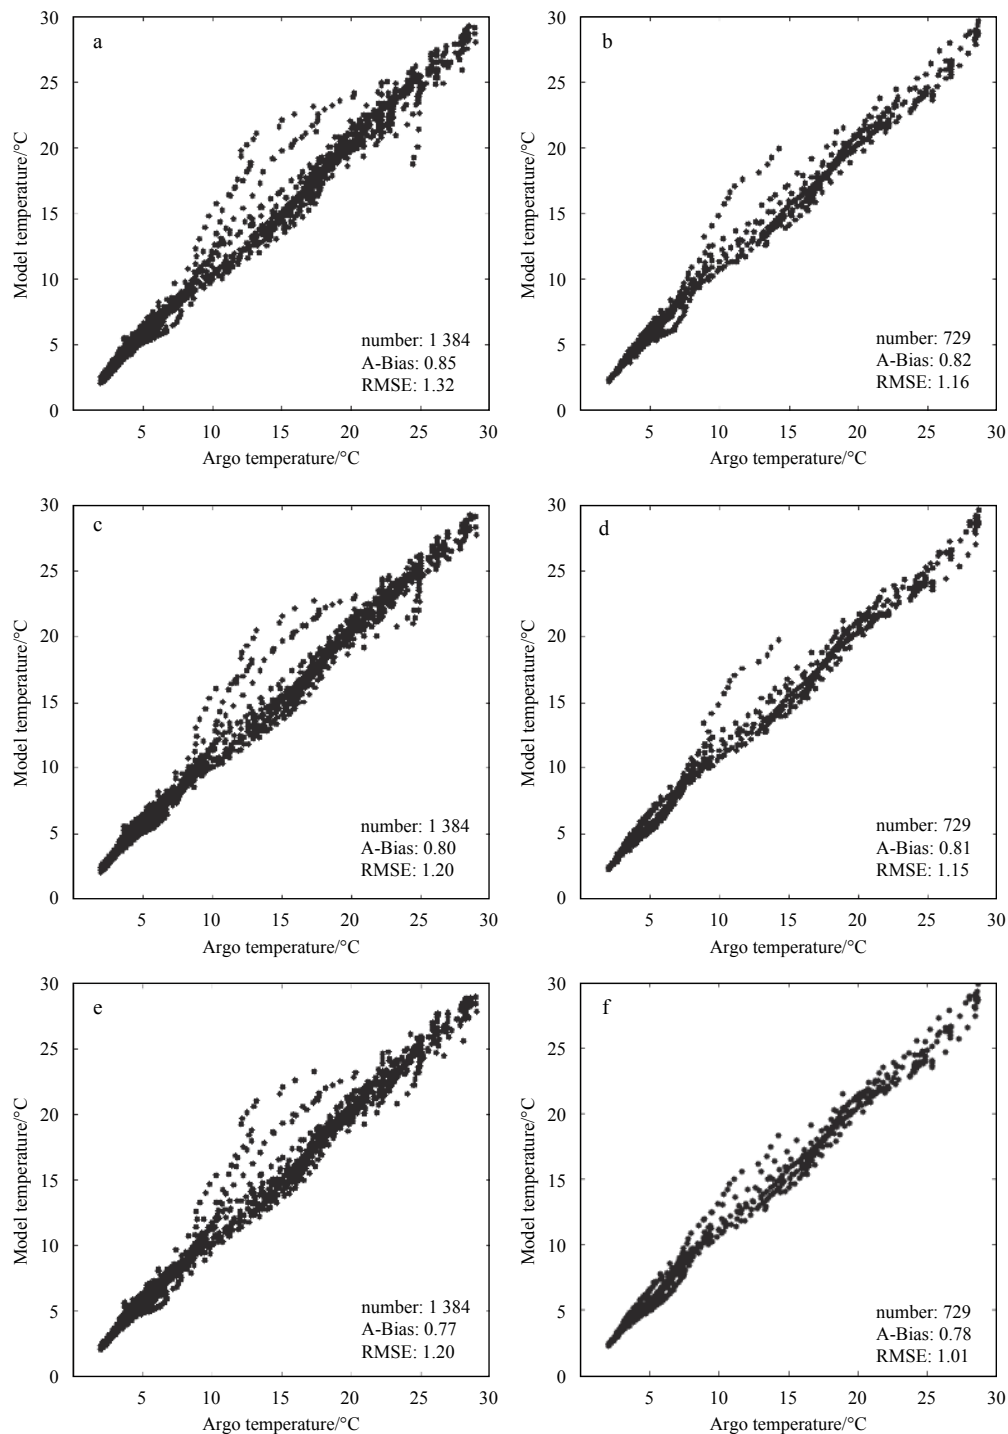 30
25
20
15
10
5
0
Model temperature/°C
a
number: 1 384
A-Bias: 0.85
RMSE: 1.32
5 10 15 20 25 30
Argo temperature/°C
30
25
20
15
10
5
0
Model temperature/°C
b
number: 729
A-Bias: 0.82
RMSE: 1.16
5 10 15 20 25 30
Argo temperature/°C
30
25
20
15
10
5
0
Model temperature/°C
c
number: 1 384
A-Bias: 0.80
RMSE: 1.20
5 10 15 20 25 30
Argo temperature/°C
30
25
20
15
10
5
0
Model temperature/°C
d
number: 729
A-Bias: 0.81
RMSE: 1.15
5 10 15 20 25 30
Argo temperature/°C
30
25
20
15
10
5
0
Model temperature/°C
e
number: 1 384
A-Bias: 0.77
RMSE: 1.20
5 10 15 20 25 30
Argo temperature/°C
30
25
20
15
10
5
0
Model temperature/°C
f
number: 729
A-Bias: 0.78
RMSE: 1.01
5 10 15 20 25 30
Argo temperature/°C